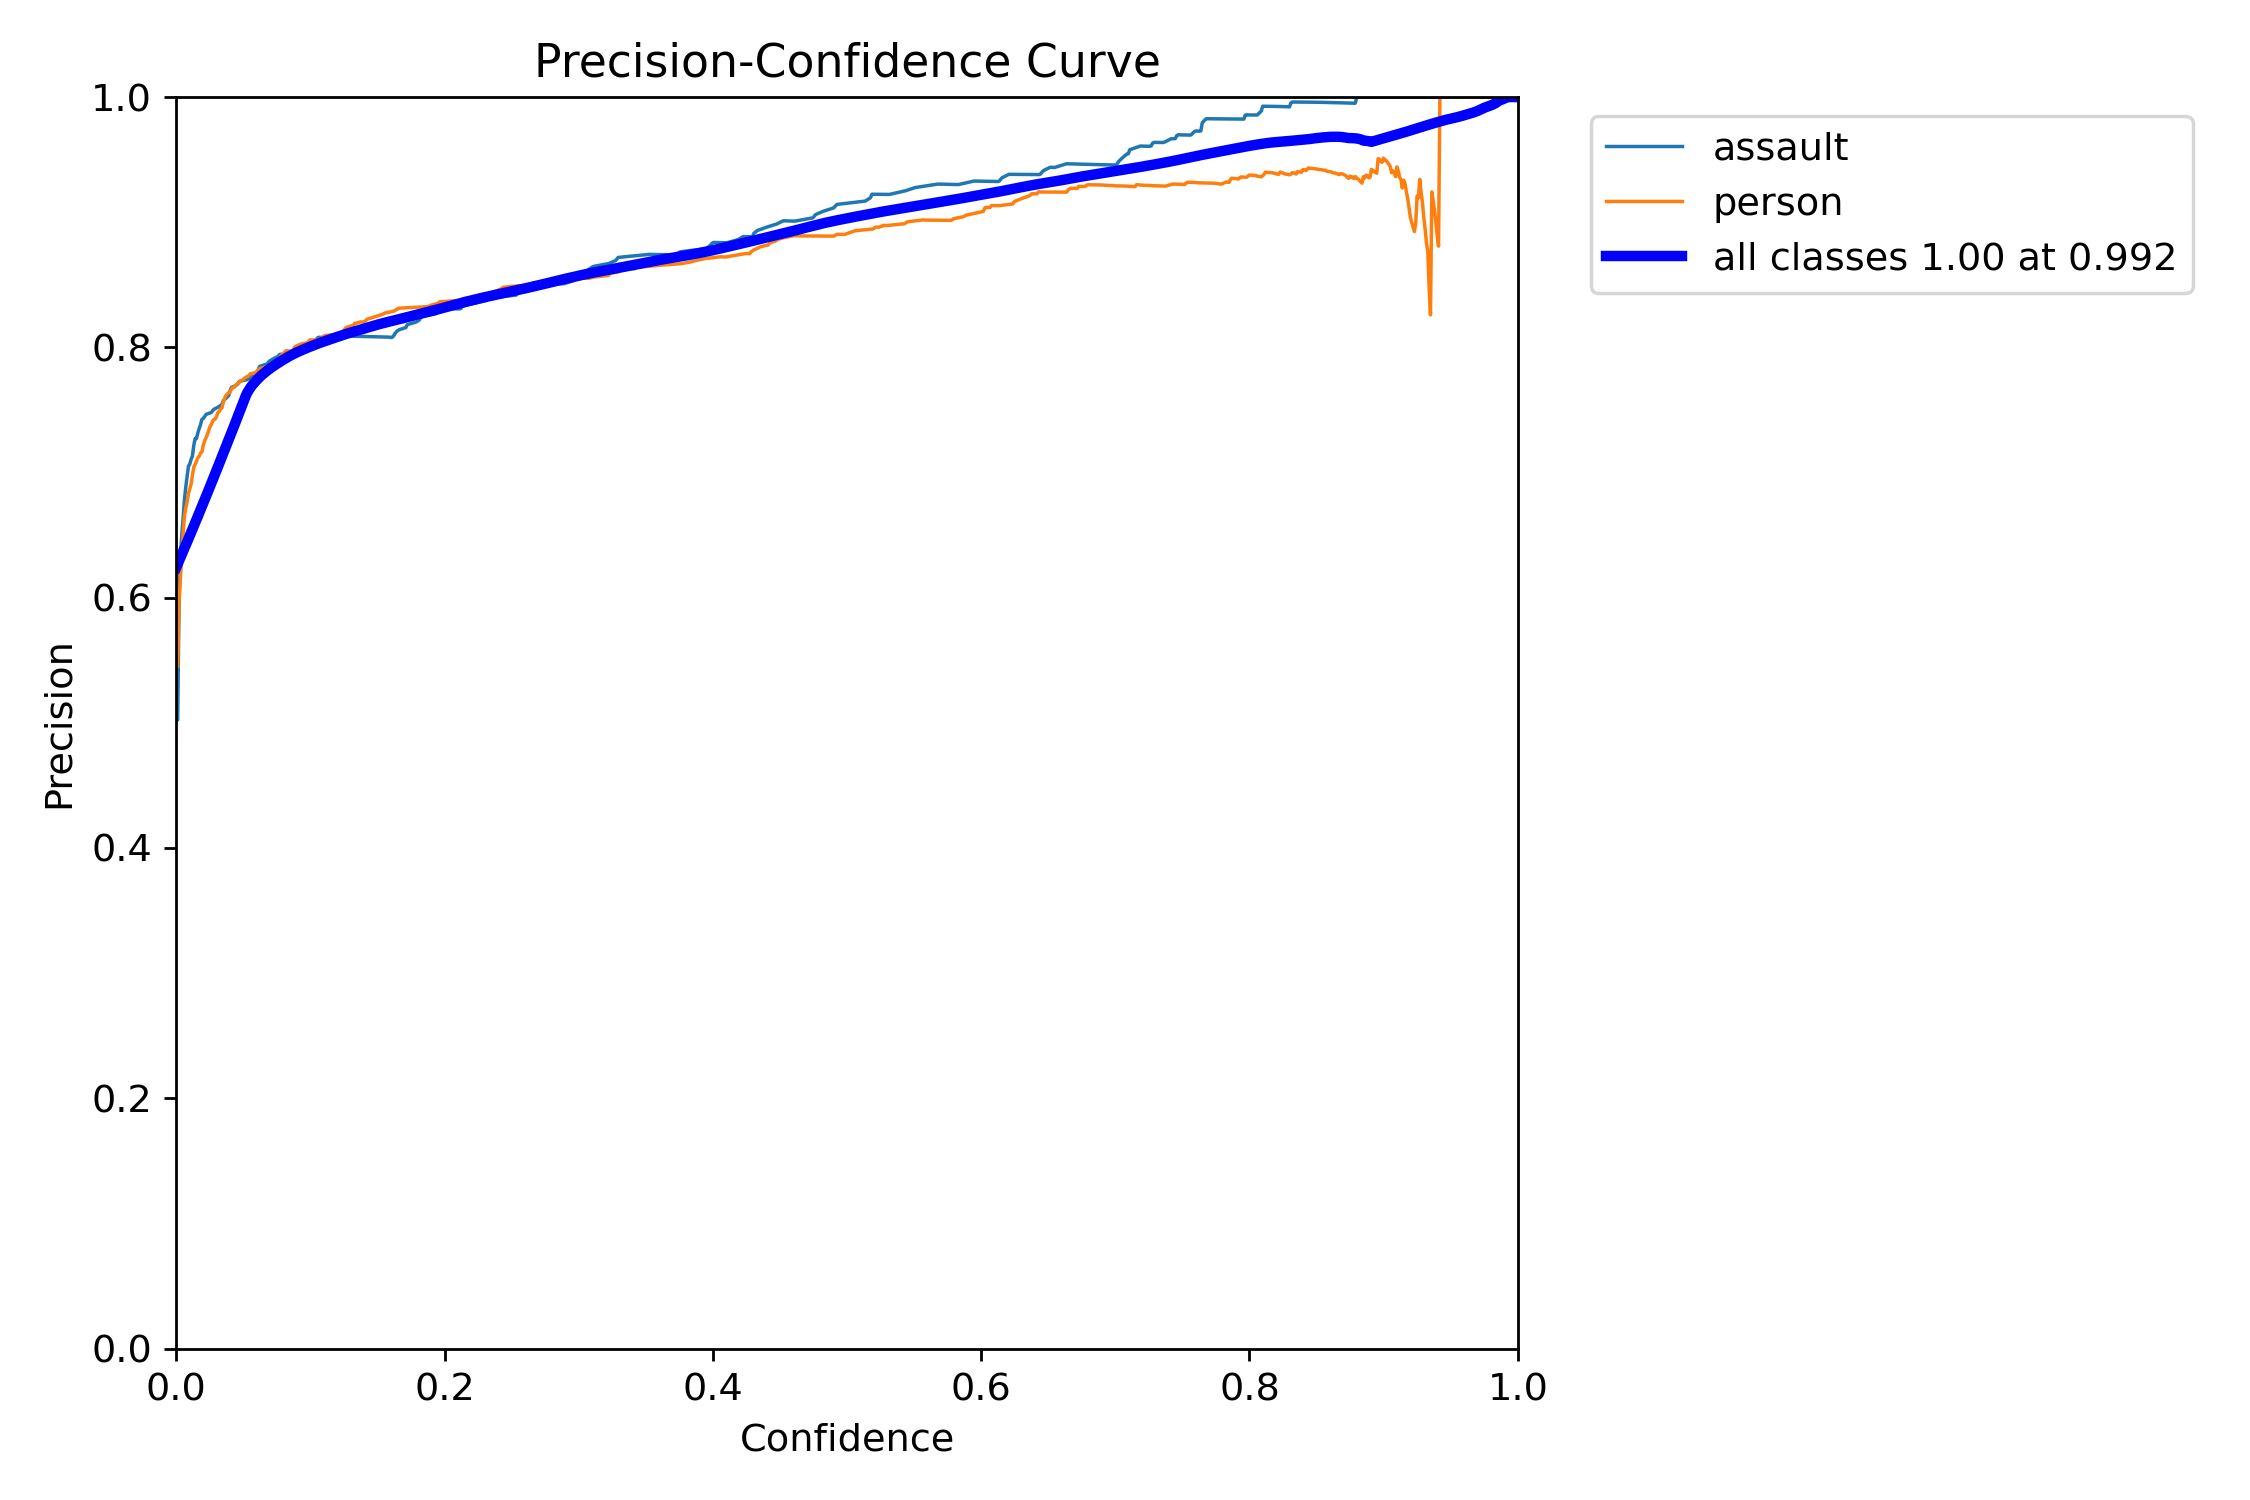 Precision-Confidence Curve
1.0
0.8
0.6
0.4
0.2
0.0
Precision
0.0 0.2 0.4 0.6 0.8 1.0
Confidence
assault
person
all classes 1.00 at 0.992